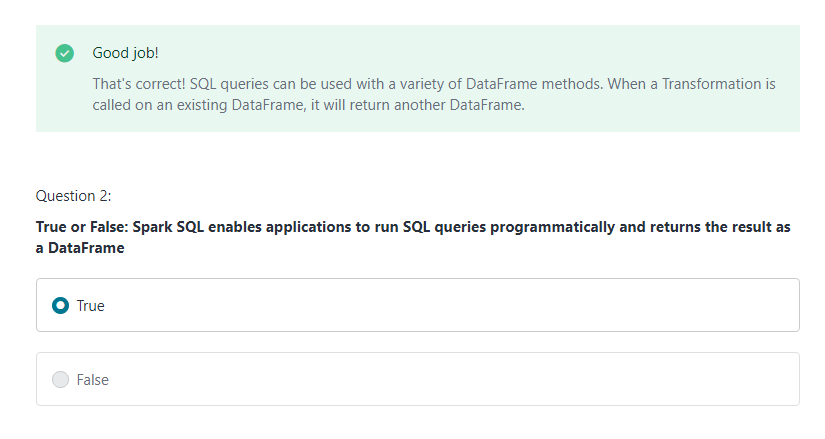 Good job!
That's correct! SQL queries can be used with a variety of DataFrame methods. When a Transformation is
called on an existing DataFrame, it will return another DataFrame.
Question 2:
True or False: Spark SQL enables applications to run SQL queries programmatically and returns the result as
a DataFrame
True
False